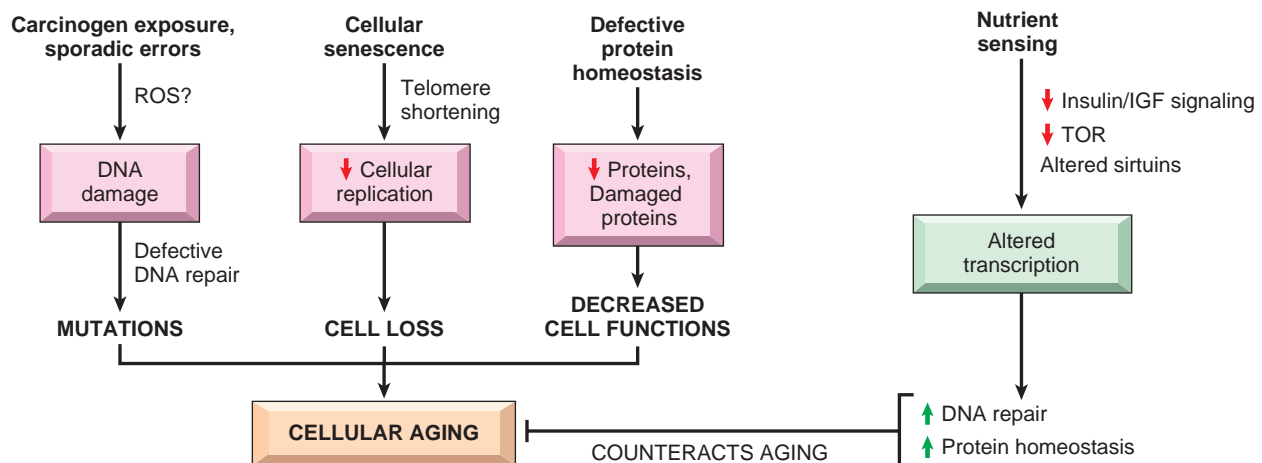 Carcinogen exposure,
sporadic errors
ROS?
DNA
damage
Defective
DNA repair
MUTATIONS
Cellular
senescence
Telomere
shortening
Cellular
replication
CELL LOSS
Defective
protein
homeostasis
Proteins,
Damaged
proteins
DECREASED
CELL FUNCTIONS
Nutrient
sensing
Insulin/IGF signaling
TOR
Altered sirtuins
Altered
transcription
DNA repair
Protein homeostasis
COUNTERACTS AGING
CELLULAR AGING